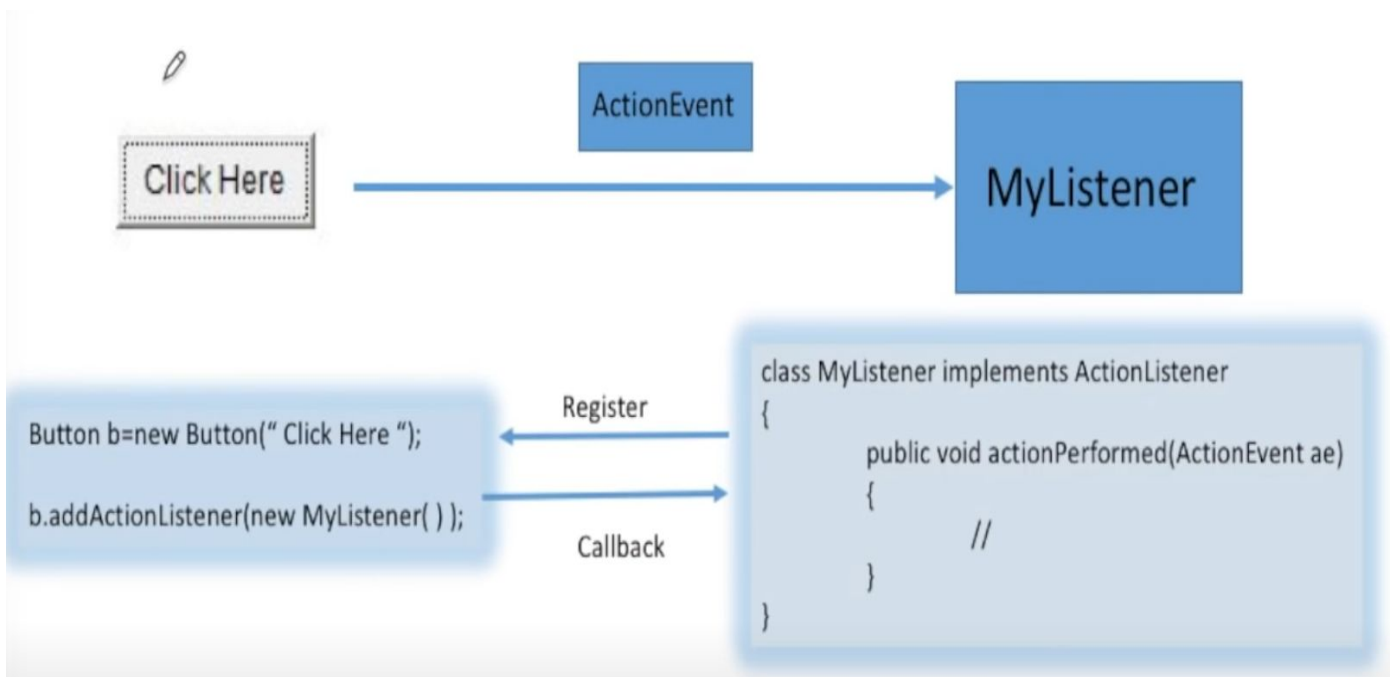 ActionEvent
Click Here
MyListener
Button b=new Button(“ Click Here “);
b.addActionListener(new MyListener( ) );
Register
Callback
class MyListener implements ActionListener
{
public void actionPerformed(ActionEvent ae)
{
//
}
}